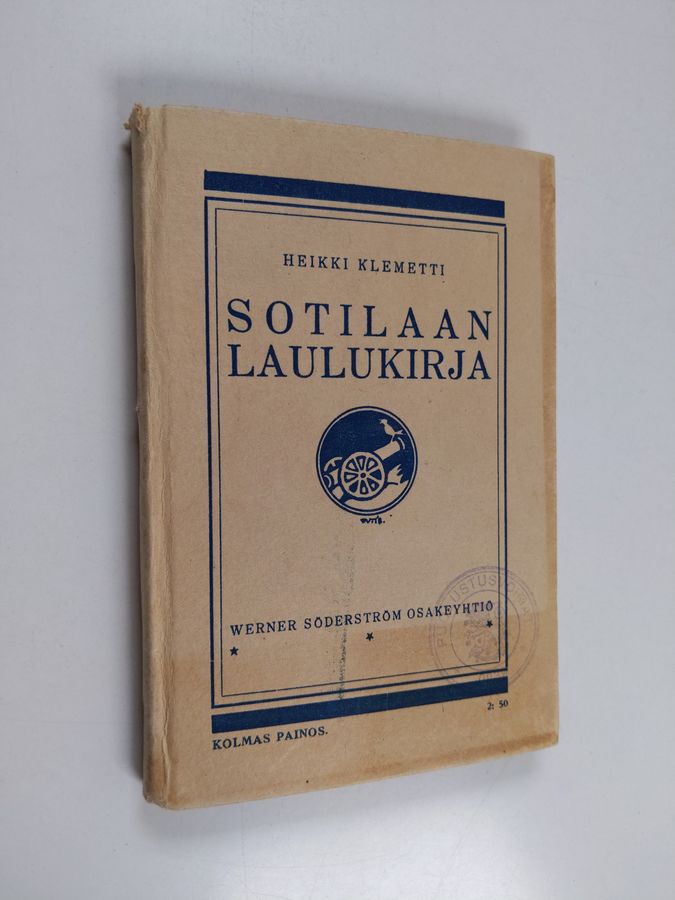 HEIKKI KLEMETTI
SOTILAAN
LAULUKIRJA
WERNER SÖDERSTRÖM OSAKEYHTIÖ
2: 50
KOLMAS PAINOS.